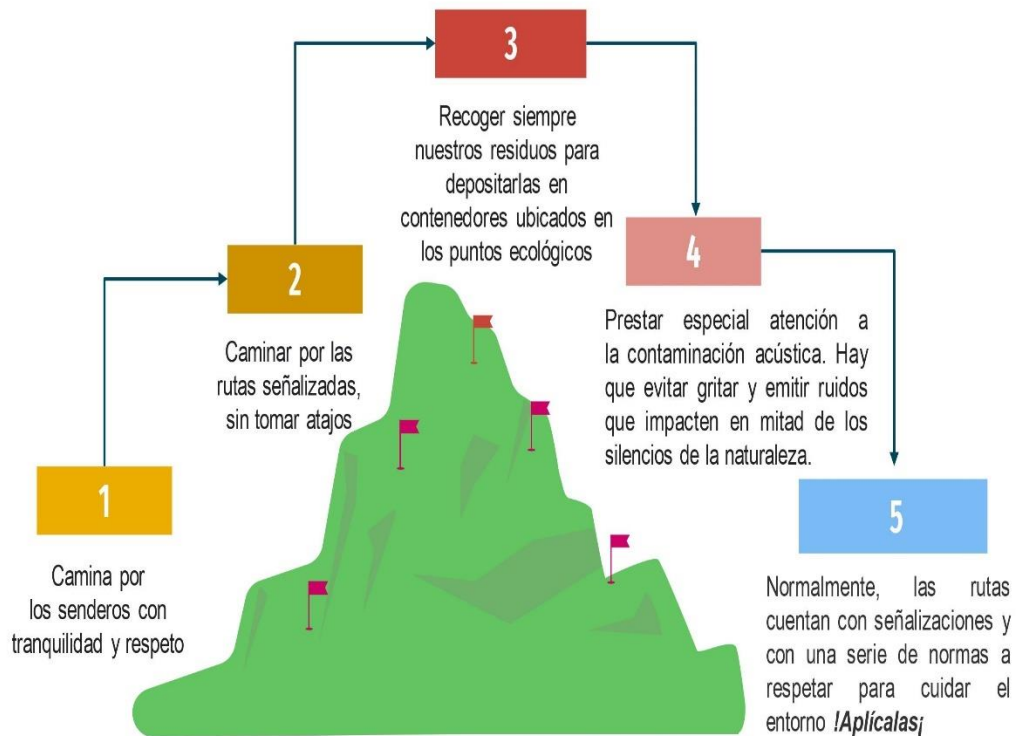 1
Camina por
los senderos con
tranquilidad y respeto
2
Caminar por las
rutas señalizadas,
sin tomar atajos
3
Recoger siempre
nuestros residuos para
depositarlas en
contenedores ubicados en
los puntos ecológicos
4
Prestar especial atención a
la contaminación acústica. Hay
que evitar gritar y emitir ruidos
que impacten en mitad de los
silencios de la naturaleza.
5
Normalmente, las rutas
cuentan con señalizaciones y
con una serie de normas a
respetar para cuidar el
entorno !Aplícalas¡